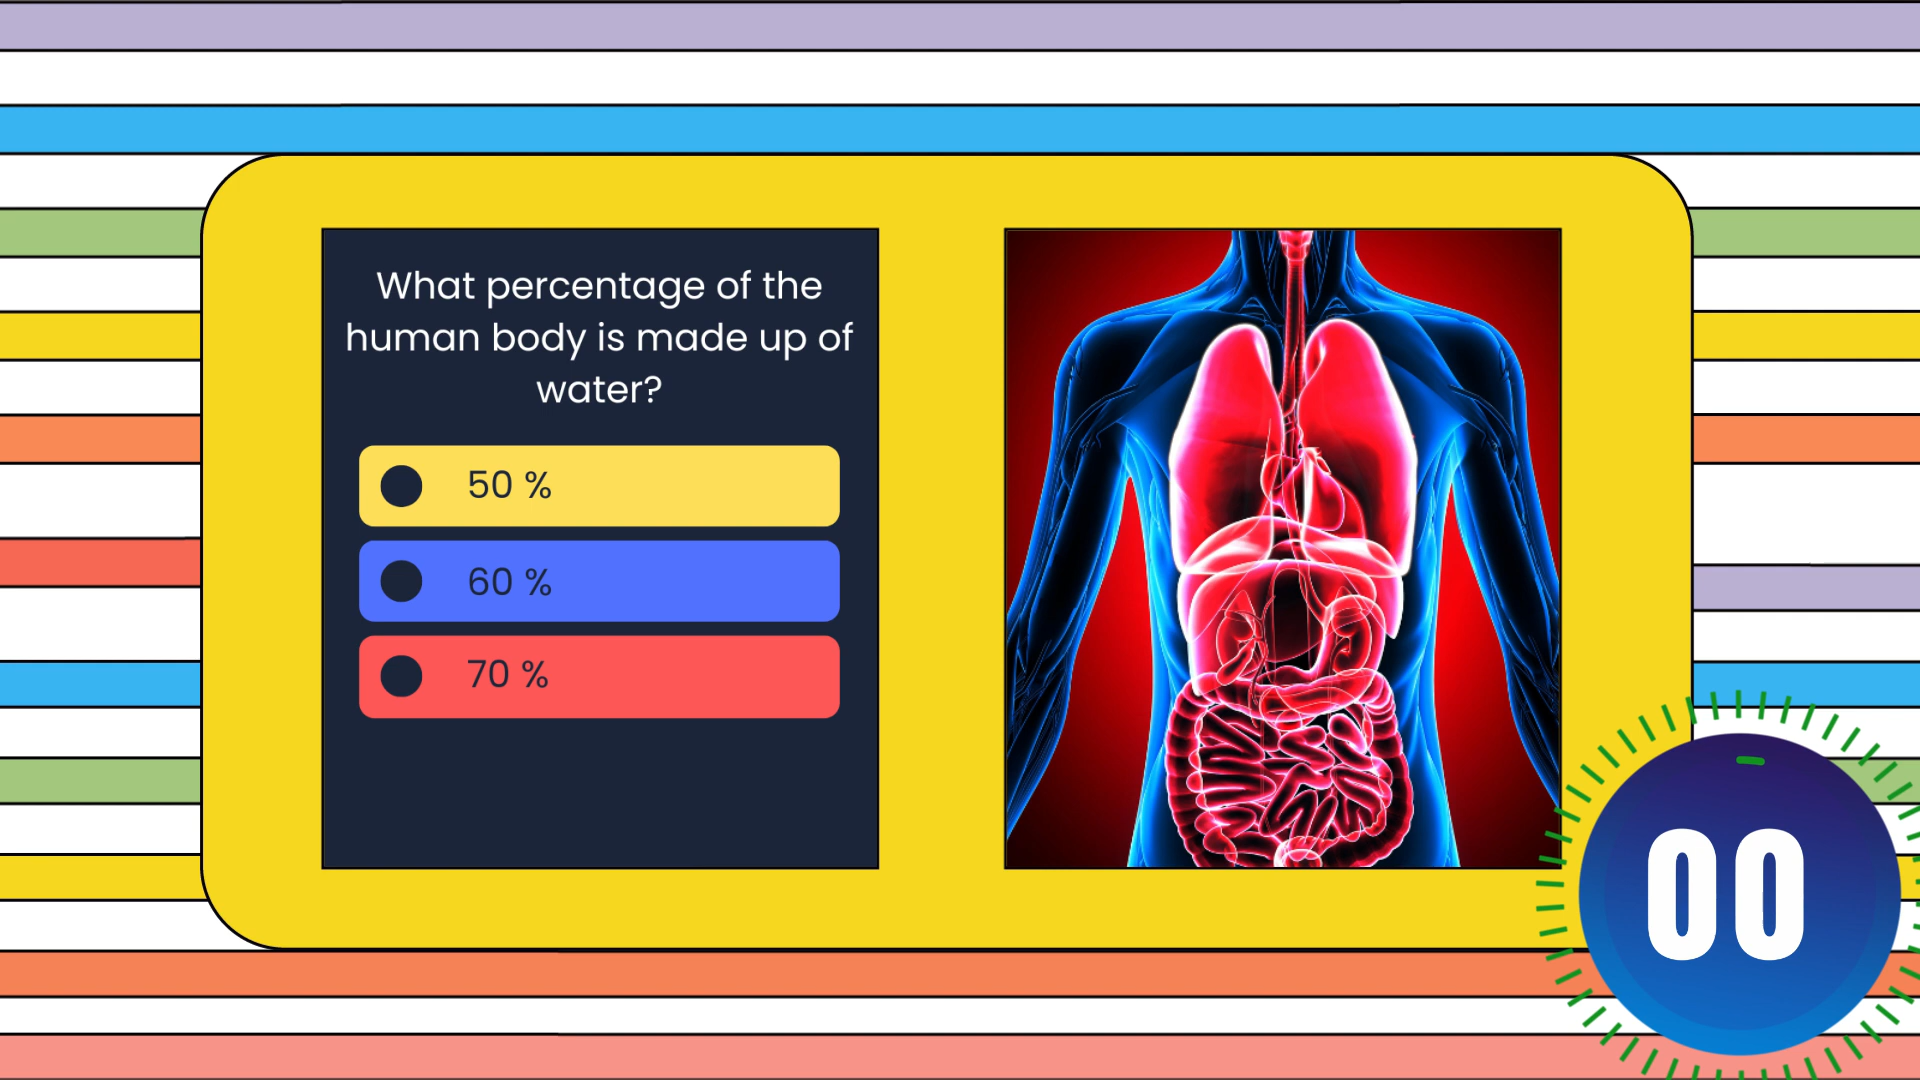 What percentage of the
human body is made up of
water?
50 %
60 %
70 %
00